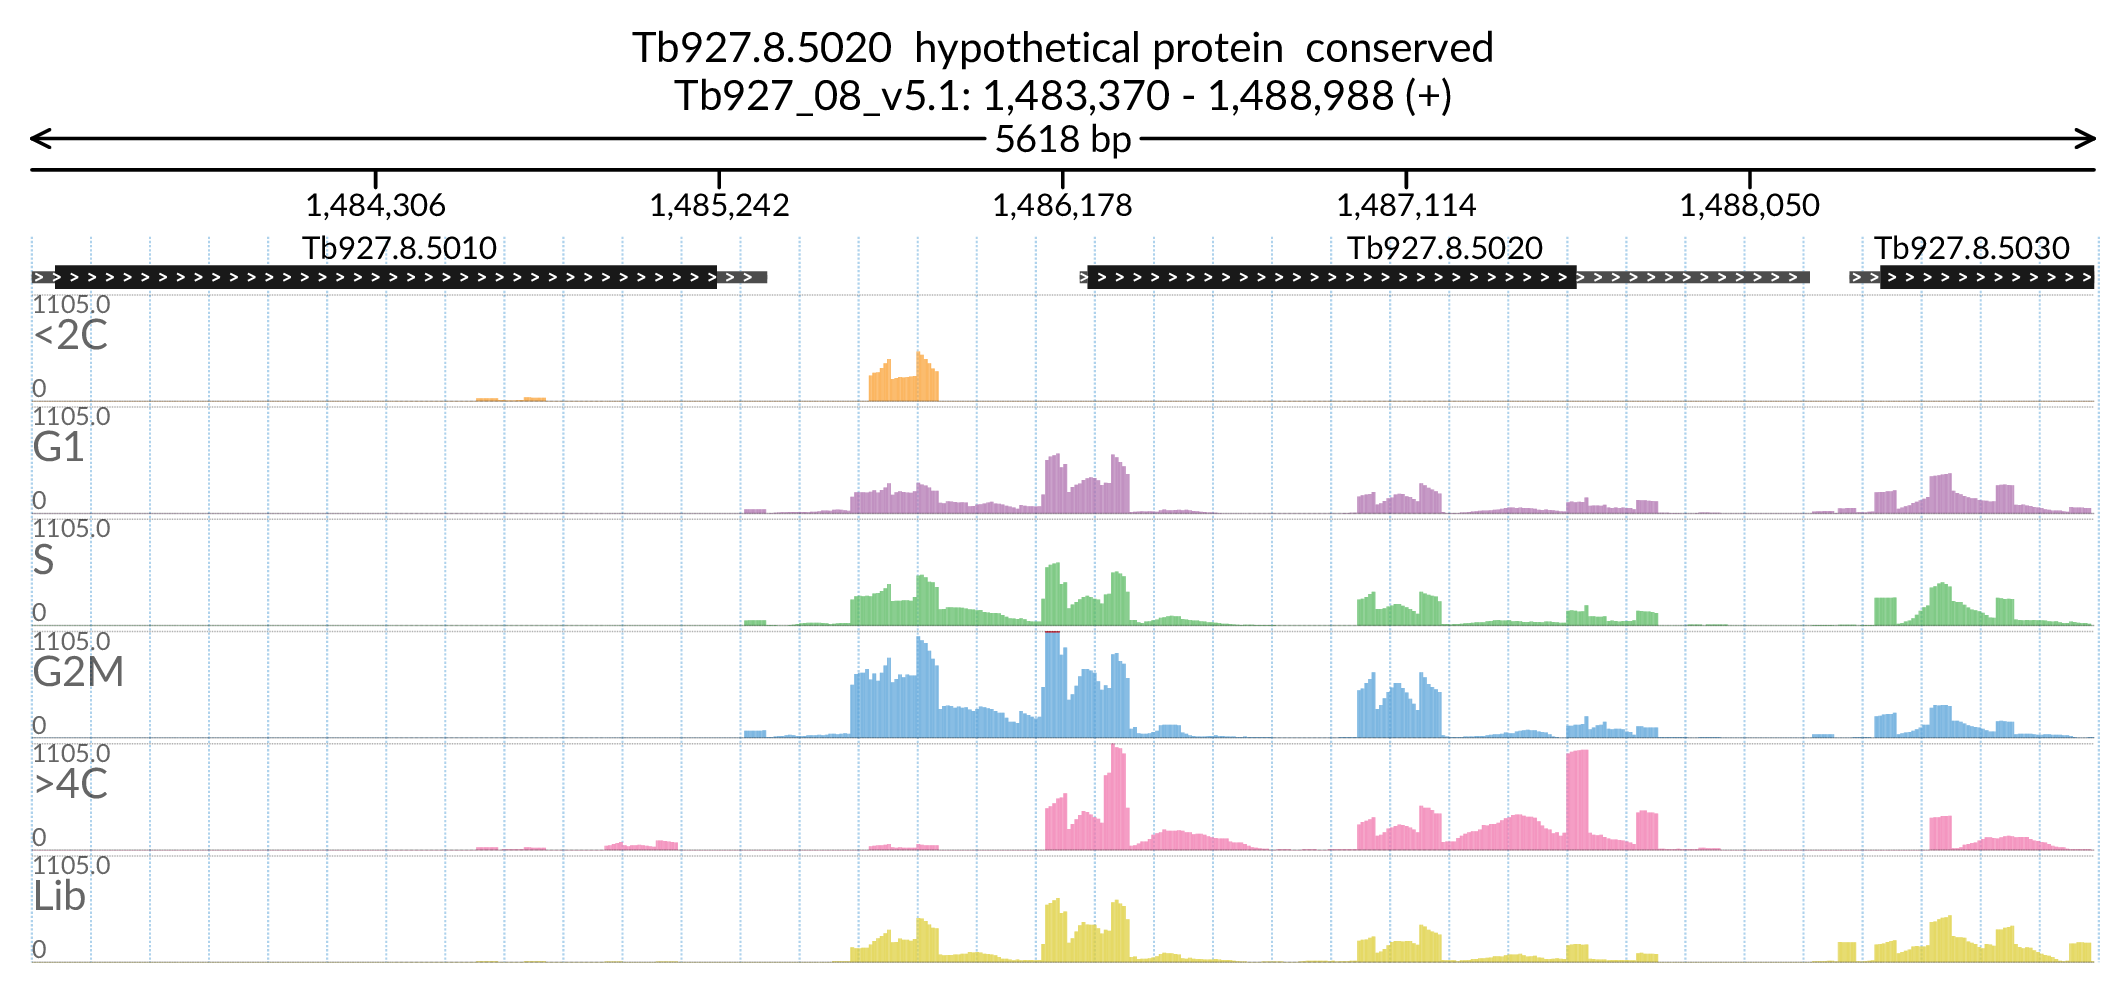 Tb927.8.5020 hypothetical protein conserved
Tb927_08_v5.1: 1,483,370 - 1,488,988 (+)
5618 bp
1,484,306 1,485,242 1,486,178 1,487,114 1,488,050
Tb927.8.5010 Tb927.8.5020 Tb927.8.5030
1105.0
<2C
0
1105.0
G1
0
1105.0
S
0
1105.0
G2M
0
1105.0
>4C
0
1105.0
Lib
0